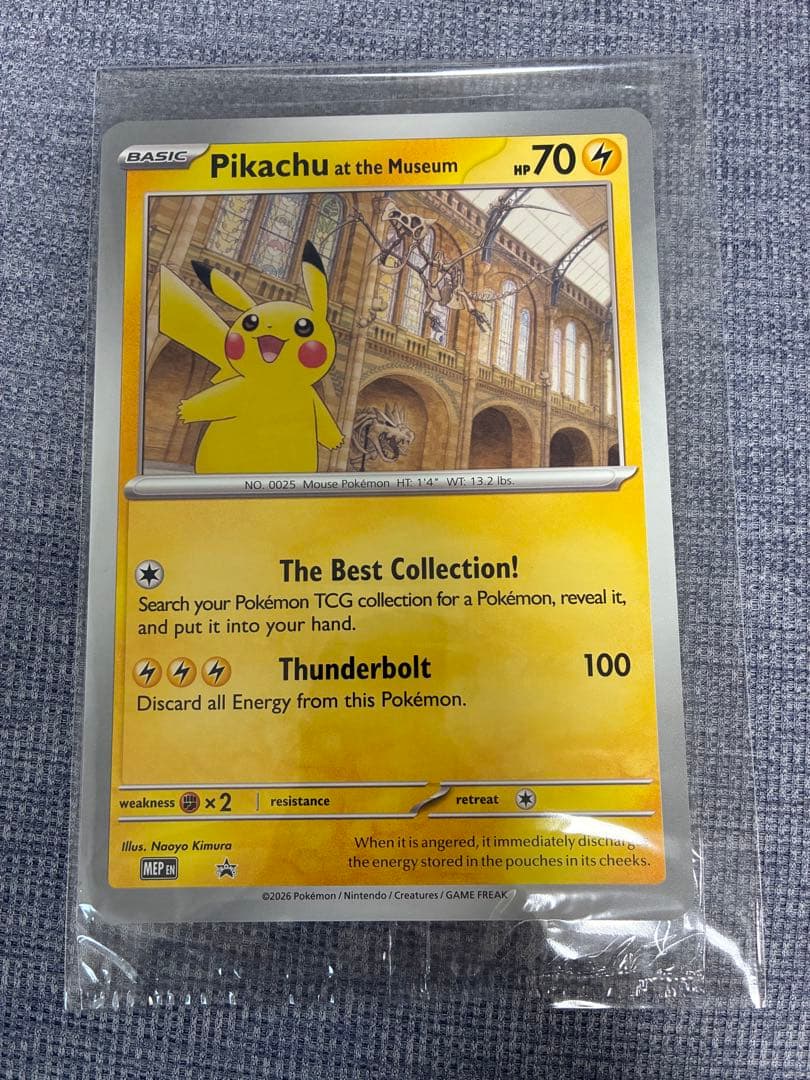 BASIC
Pikachu at the Museum HP 70
NO. 0025 Mouse Pokémon HT: 1'4" WT: 13.2 lbs.
The Best Collection!
Search your Pokémon TCG collection for a Pokémon, reveal it,
and put it into your hand.
Thunderbolt 100
Discard all Energy from this Pokémon.
weakness ×2 resistance retreat
Illus. Naoyo Kimura
When it is angered, it immediately discharg
the energy stored in the pouches in its cheeks.
MEP EN
©2026 Pokémon / Nintendo / Creatures / GAME FREAK